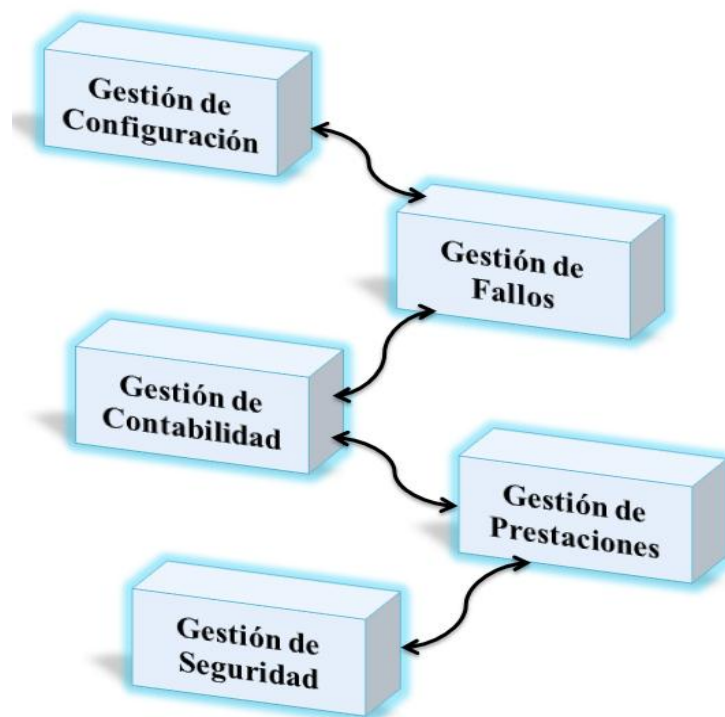 Gestión de
Configuración
Gestión de
Fallos
Gestión de
Contabilidad
Gestión de
Prestaciones
Gestión de
Seguridad